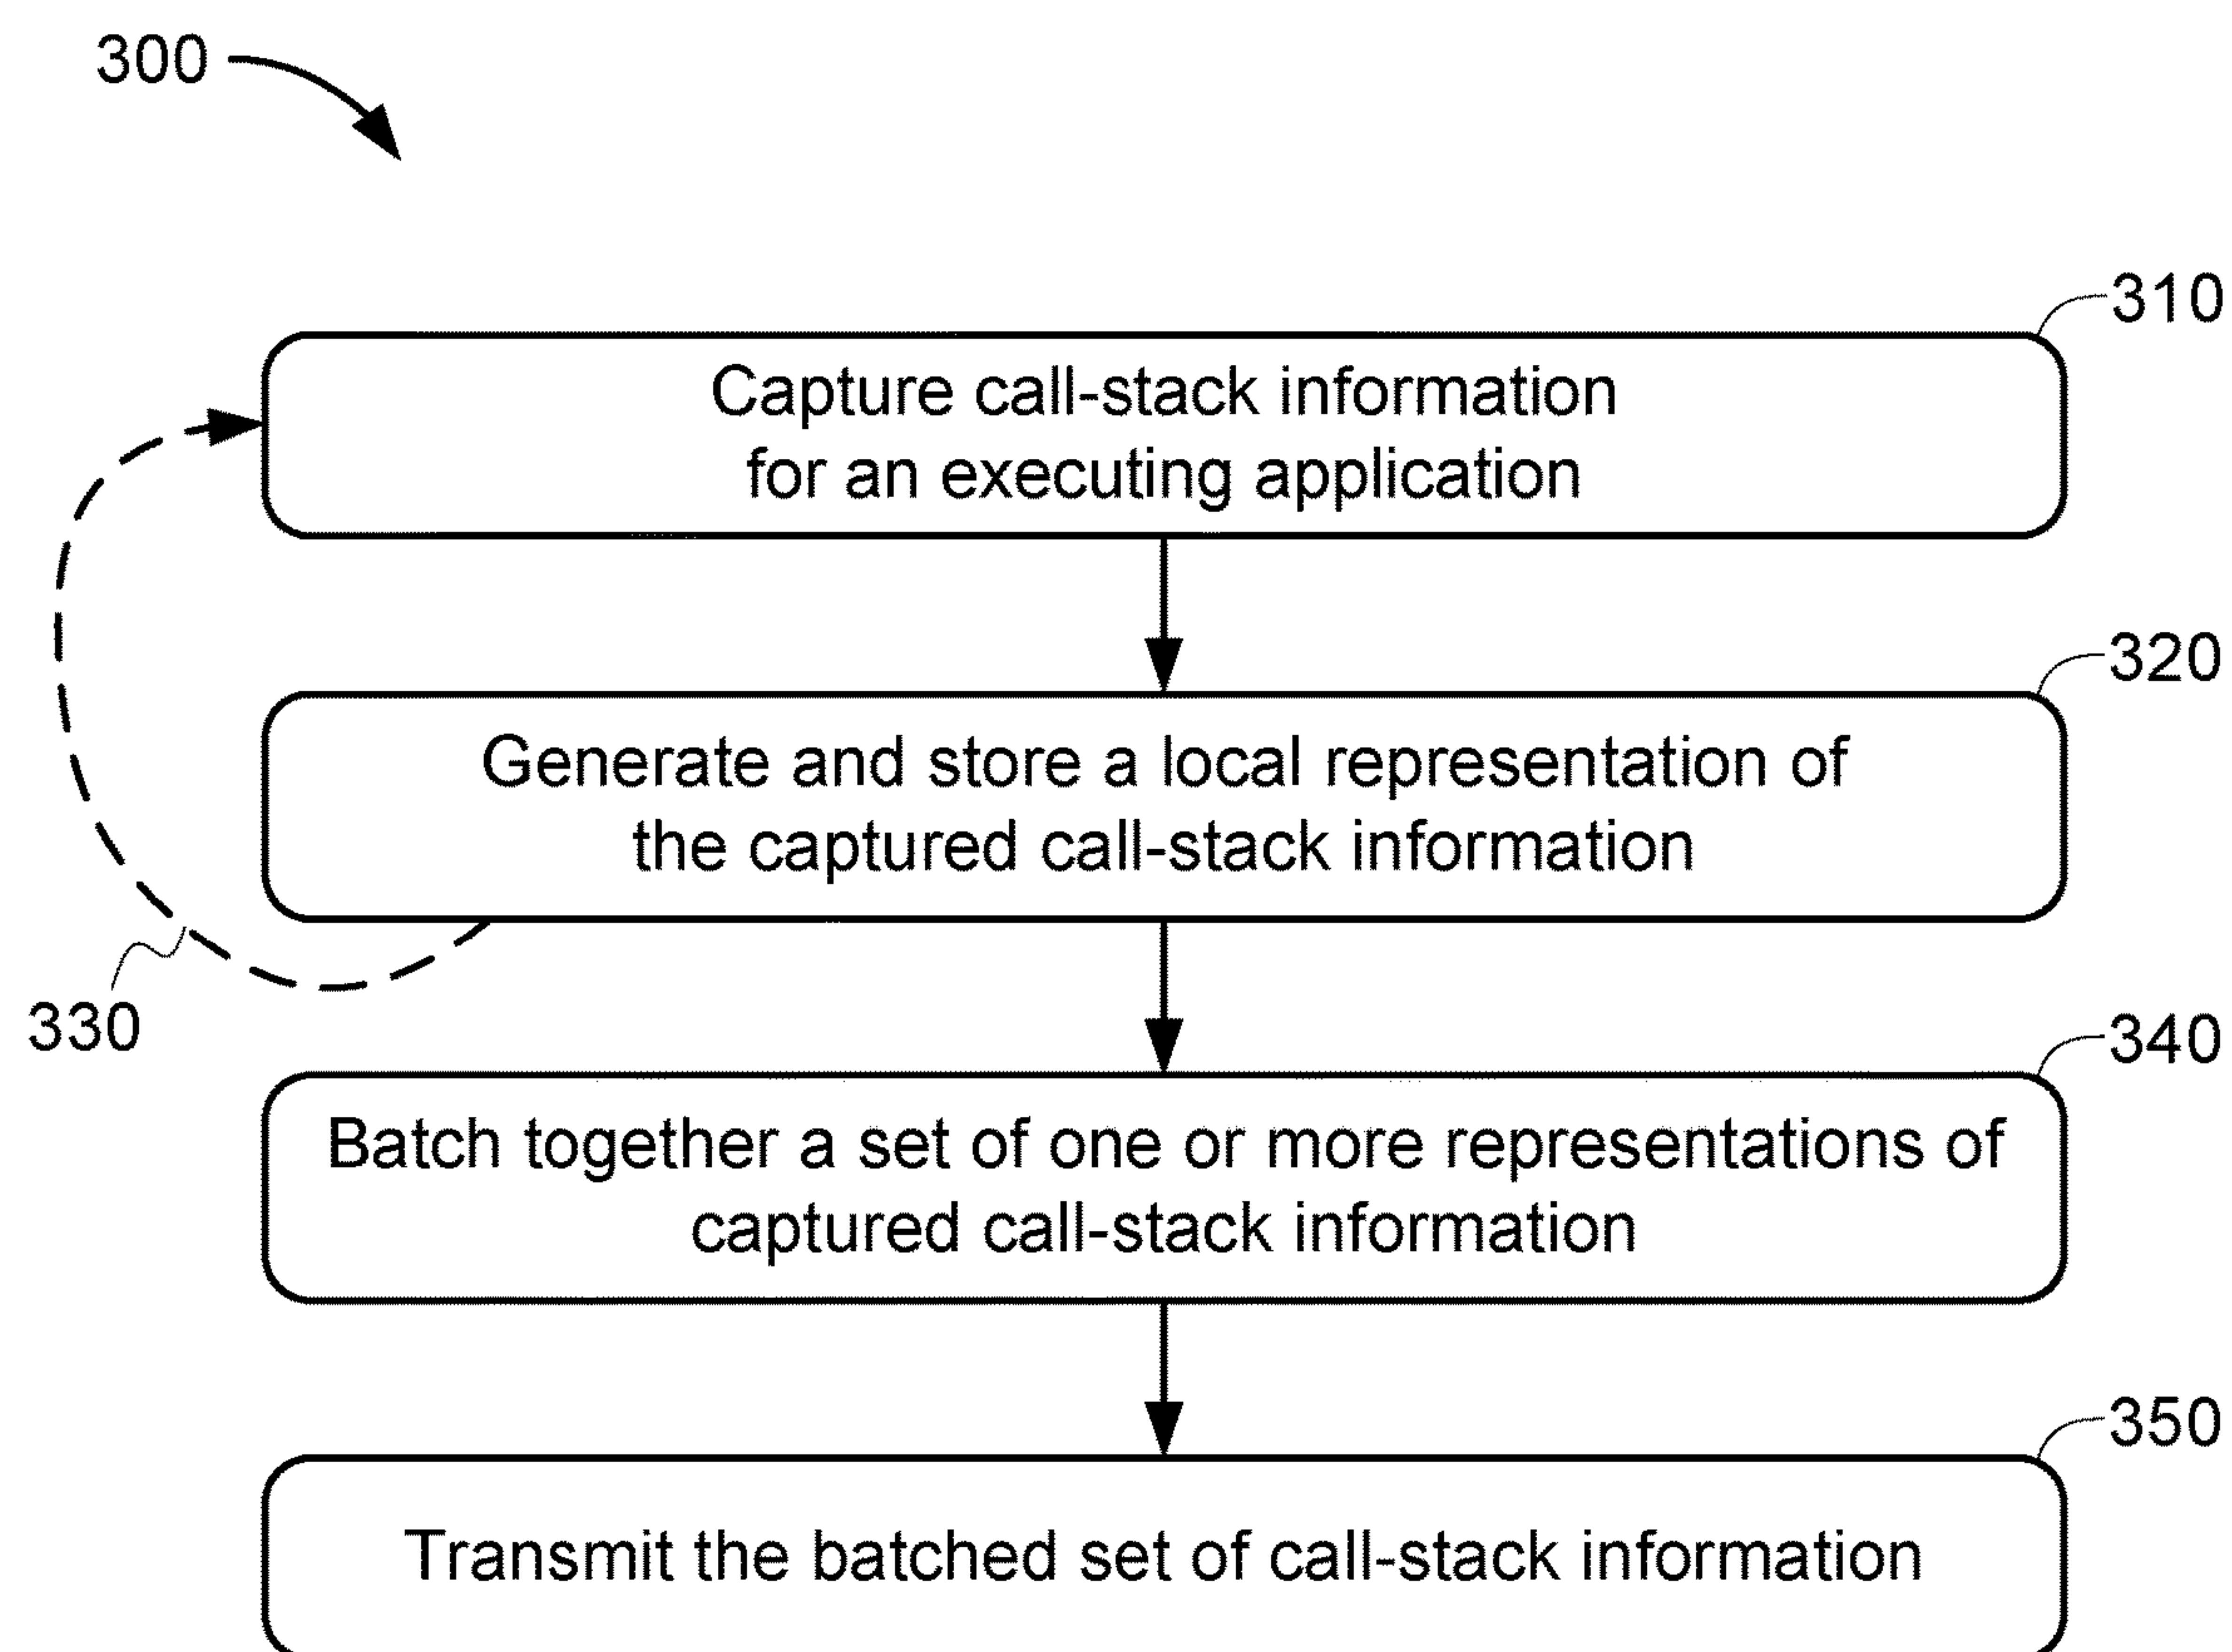 300
310
Capture call-stack information
for an executing application
320
Generate and store a local representation of
the captured call-stack information
330
340
Batch together a set of one or more representations of
captured call-stack information
350
Transmit the batched set of call-stack information